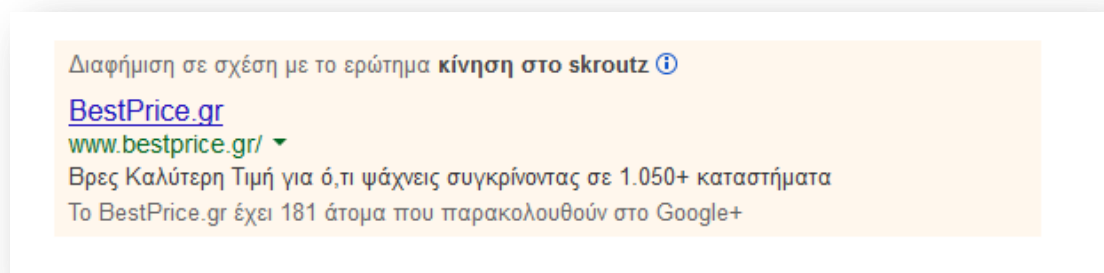 Διαφήμιση σε σχέση με το ερώτημα κίνηση στο skroutz
BestPrice.gr
www.bestprice.gr/
Βρες Καλύτερη Τιμή για ό,τι ψάχνεις συγκρίνοντας σε 1.050+ καταστήματα
Το BestPrice.gr έχει 181 άτομα που παρακολουθούν στο Google+